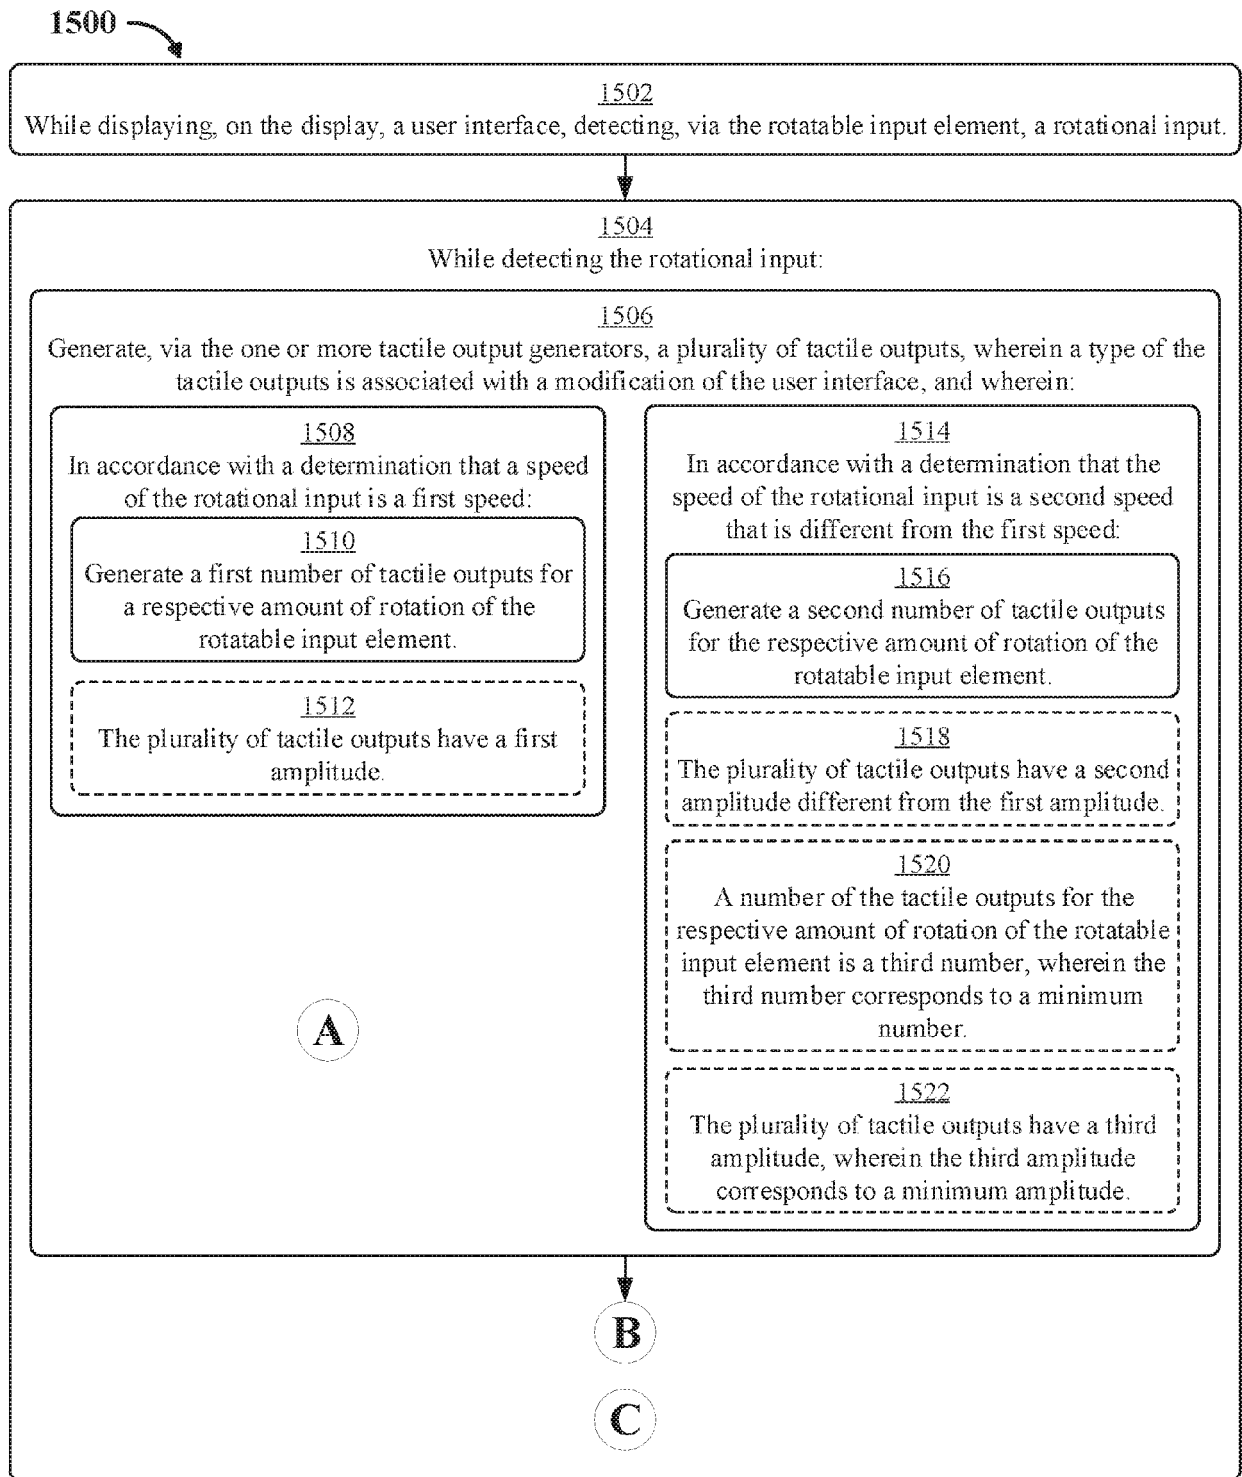 1500
1502
While displaying, on the display, a user interface, detecting, via the rotatable input element, a rotational input.
1504
While detecting the rotational input:
1506
Generate, via the one or more tactile output generators, a plurality of tactile outputs, wherein a type of the
tactile outputs is associated with a modification of the user interface, and wherein:
1508
In accordance with a determination that a speed
of the rotational input is a first speed:
1510
Generate a first number of tactile outputs for
a respective amount of rotation of the
rotatable input element.
1512
The plurality of tactile outputs have a first
amplitude.
1514
In accordance with a determination that the
speed of the rotational input is a second speed
that is different from the first speed:
1516
Generate a second number of tactile outputs
for the respective amount of rotation of the
rotatable input element.
1518
The plurality of tactile outputs have a second
amplitude different from the first amplitude.
1520
A number of the tactile outputs for the
respective amount of rotation of the rotatable
input element is a third number, wherein the
third number corresponds to a minimum
number.
1522
The plurality of tactile outputs have a third
amplitude, wherein the third amplitude
corresponds to a minimum amplitude.
A
B
C